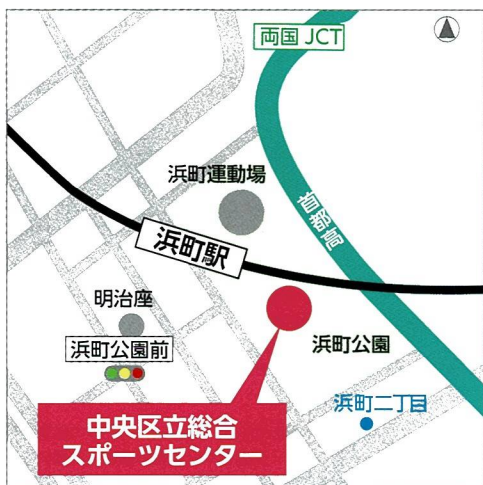 両国 JCT
浜町運動場
首都高
浜町駅
明治座
浜町公園前
浜町公園
浜町二丁目
中央区立総合
スポーツセンター